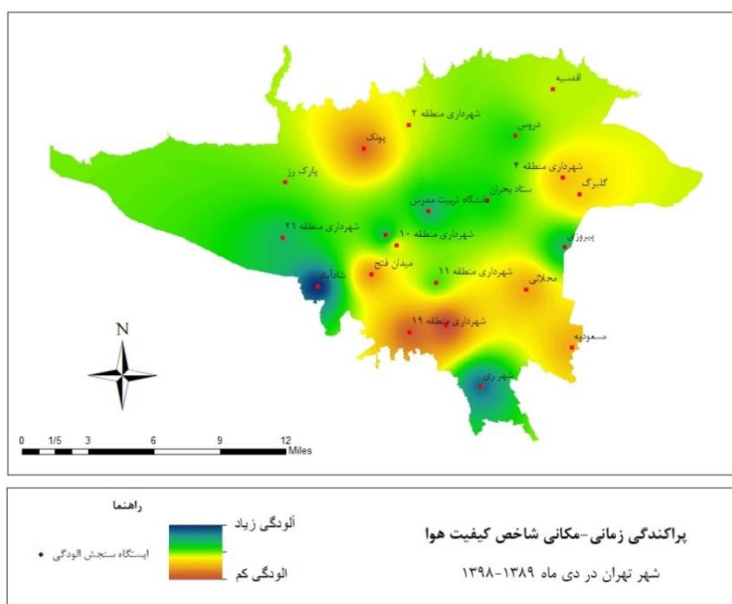 اقدسیه
شهرداری منطقه ۲
دروس
پونک
شهرداری منطقه ۴
پارک رز
گلبرگ
ستاد بحران
دانشگاه تربیت مدرس
شهرداری منطقه ۲۱
شهرداری منطقه ۱۰
پیروزی
میدان فتح
شهرداری منطقه ۱۱
شادآباد
محلاتی
شهرداری منطقه ۱۹
مسعودیه
N
شهر ری
0 1/5 3 6 9 12
Miles
راهنما
آلودگی زیاد
ایستگاه سنجش الودگی
الودگی کم
پراکندگی زمانی-مکانی شاخص کیفیت هوا
شهر تهران در دی ماه ۱۳۸۹-۱۳۹۸